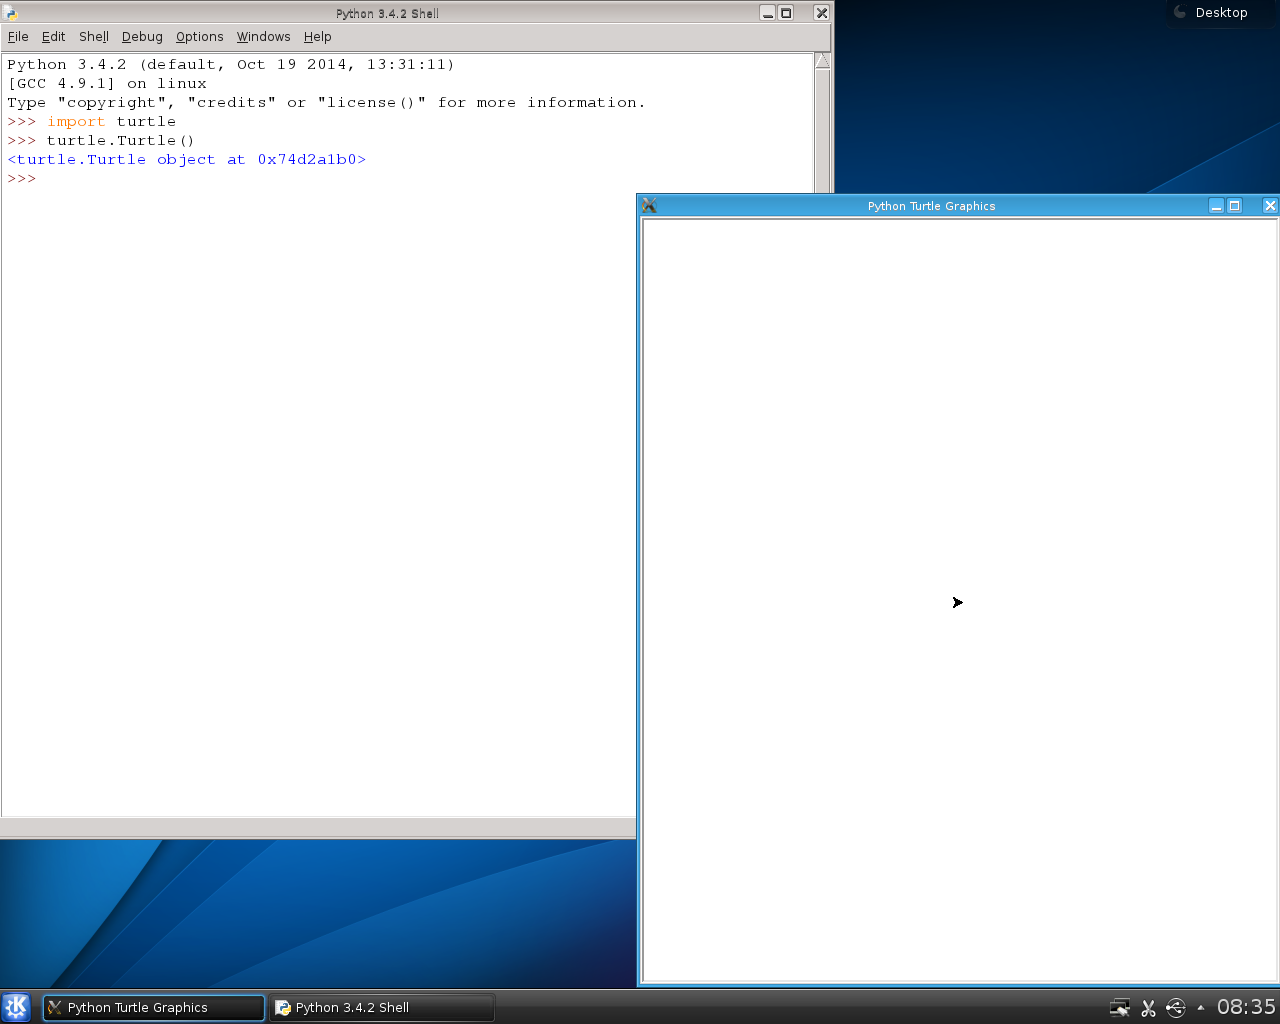 Python 3.4.2 Shell
File Edit Shell Debug Options Windows Help
Python 3.4.2 (default, Oct 19 2014, 13:31:11)
[GCC 4.9.1] on linux
Type "copyright", "credits" or "license()" for more information.
>>> import turtle
>>> turtle.Turtle()
<turtle.Turtle object at 0x74d2a1b0>
>>>
Desktop
Python Turtle Graphics
Python Turtle Graphics
Python 3.4.2 Shell
08:35